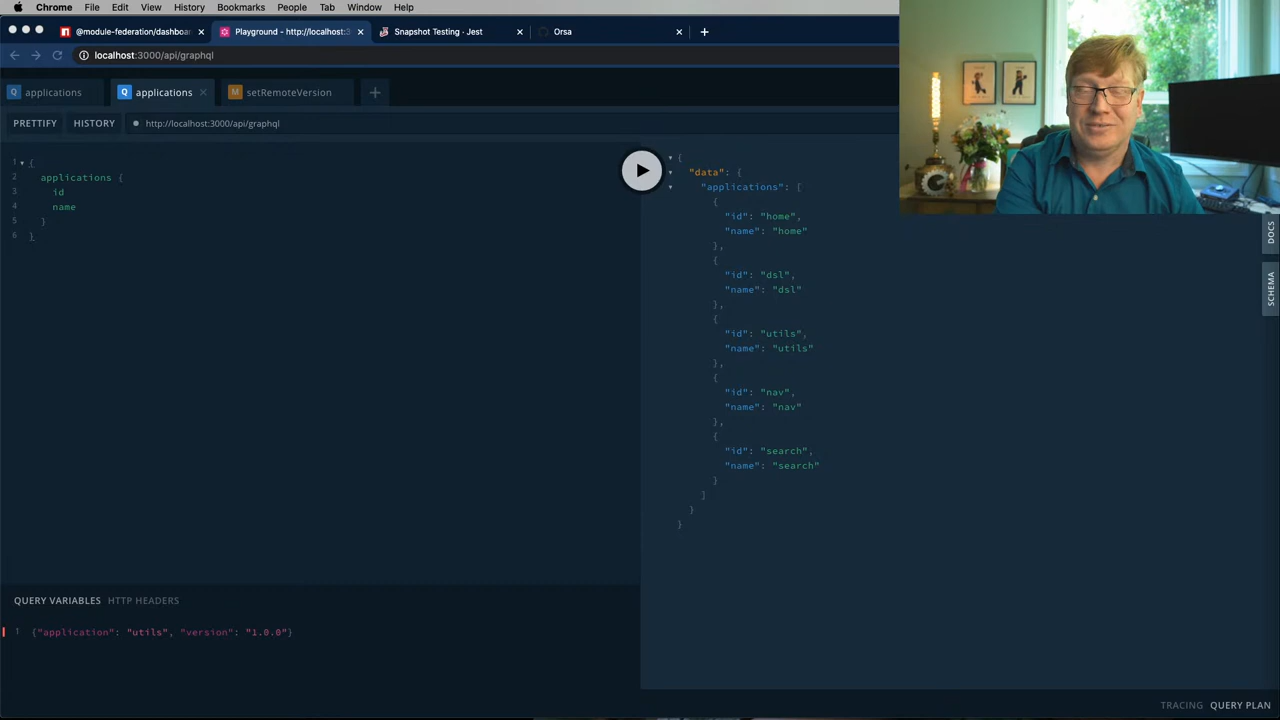 Chrome File Edit View History Bookmarks People Tab Window Help
@module-federation/dashboar
Playground - http://localhost:3
Snapshot Testing · Jest
Orsa
localhost:3000/api/graphql
Q applications
Q applications
M setRemoteVersion
PRETTIFY HISTORY http://localhost:3000/api/graphql
1 {
2 applications {
3 id
4 name
5 }
6 }
{
"data": {
"applications": [
{
"id": "home",
"name": "home"
},
{
"id": "dsl",
"name": "dsl"
},
{
"id": "utils",
"name": "utils"
},
{
"id": "nav",
"name": "nav"
},
{
"id": "search",
"name": "search"
}
]
}
}
DOCS
SCHEMA
QUERY VARIABLES HTTP HEADERS
1 {"application": "utils", "version": "1.0.0"}
TRACING QUERY PLAN